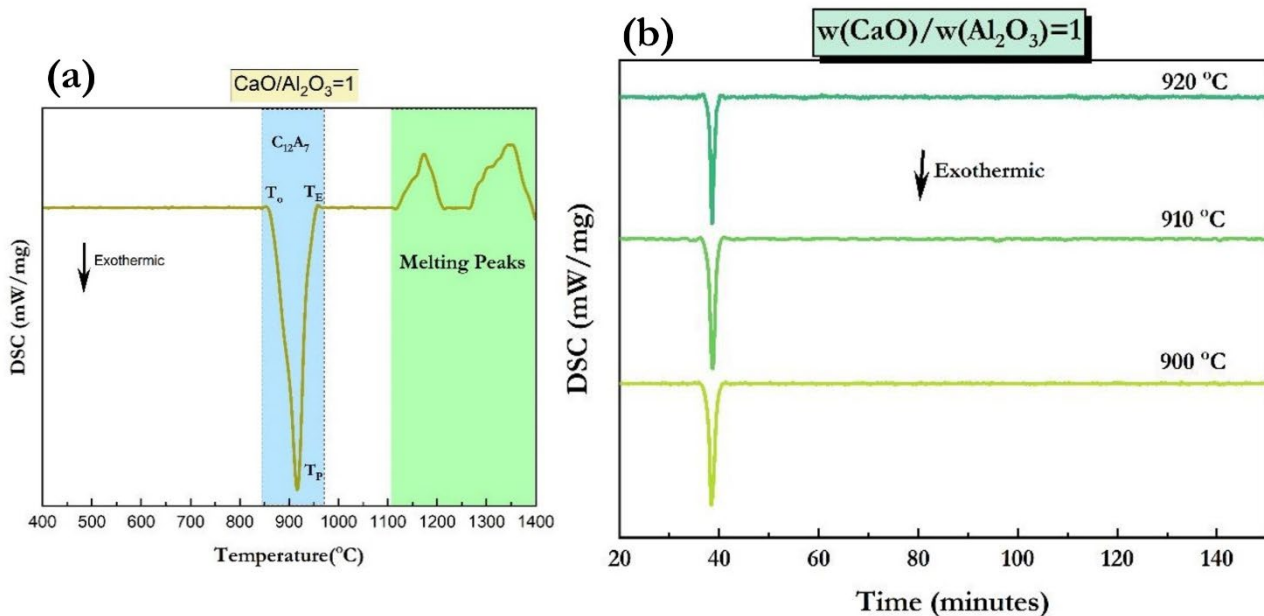 (a)
CaO/Al₂O₃=1
C₁₂A₇
Tₒ
T_E
Exothermic
Melting Peaks
T_P
DSC (mW/mg)
400 500 600 700 800 900 1000 1100 1200 1300 1400
Temperature(°C)
(b)
w(CaO)/w(Al₂O₃)=1
920 °C
Exothermic
910 °C
900 °C
DSC (mW/mg)
20 40 60 80 100 120 140
Time (minutes)